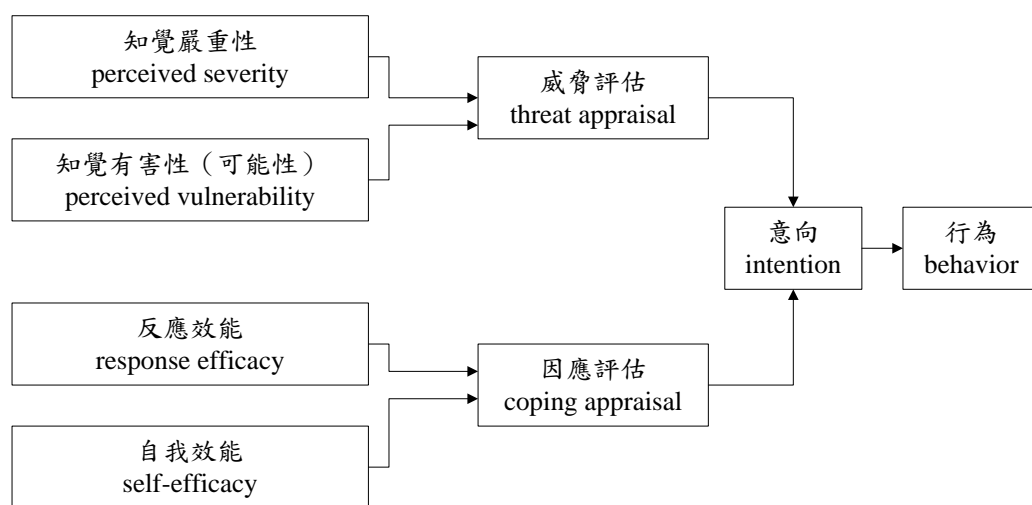 知覺嚴重性
perceived severity
知覺有害性（可能性）
perceived vulnerability
威脅評估
threat appraisal
意向
intention
行為
behavior
反應效能
response efficacy
自我效能
self-efficacy
因應評估
coping appraisal